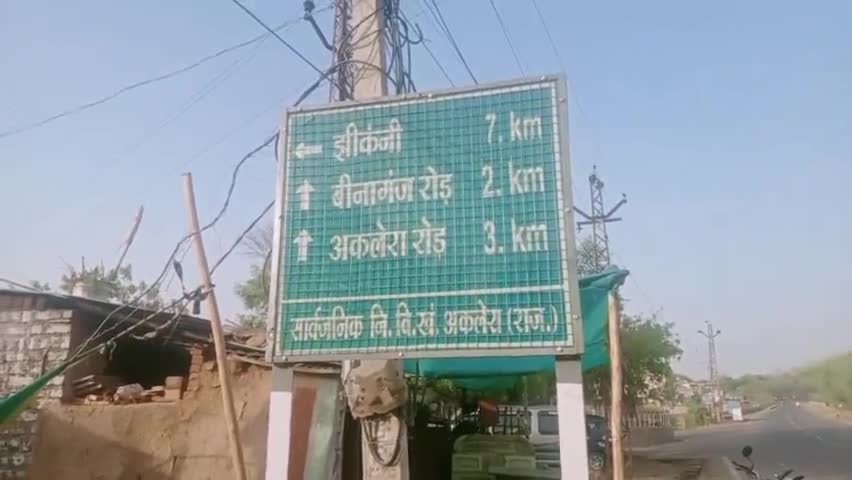 ← झीकंनी 7. km
↑ बीनागंज रोड़ 2. km
↑ अकलेरा रोड़ 3. km
सार्वजनिक नि. वि. खं. अकलेरा (राज.)